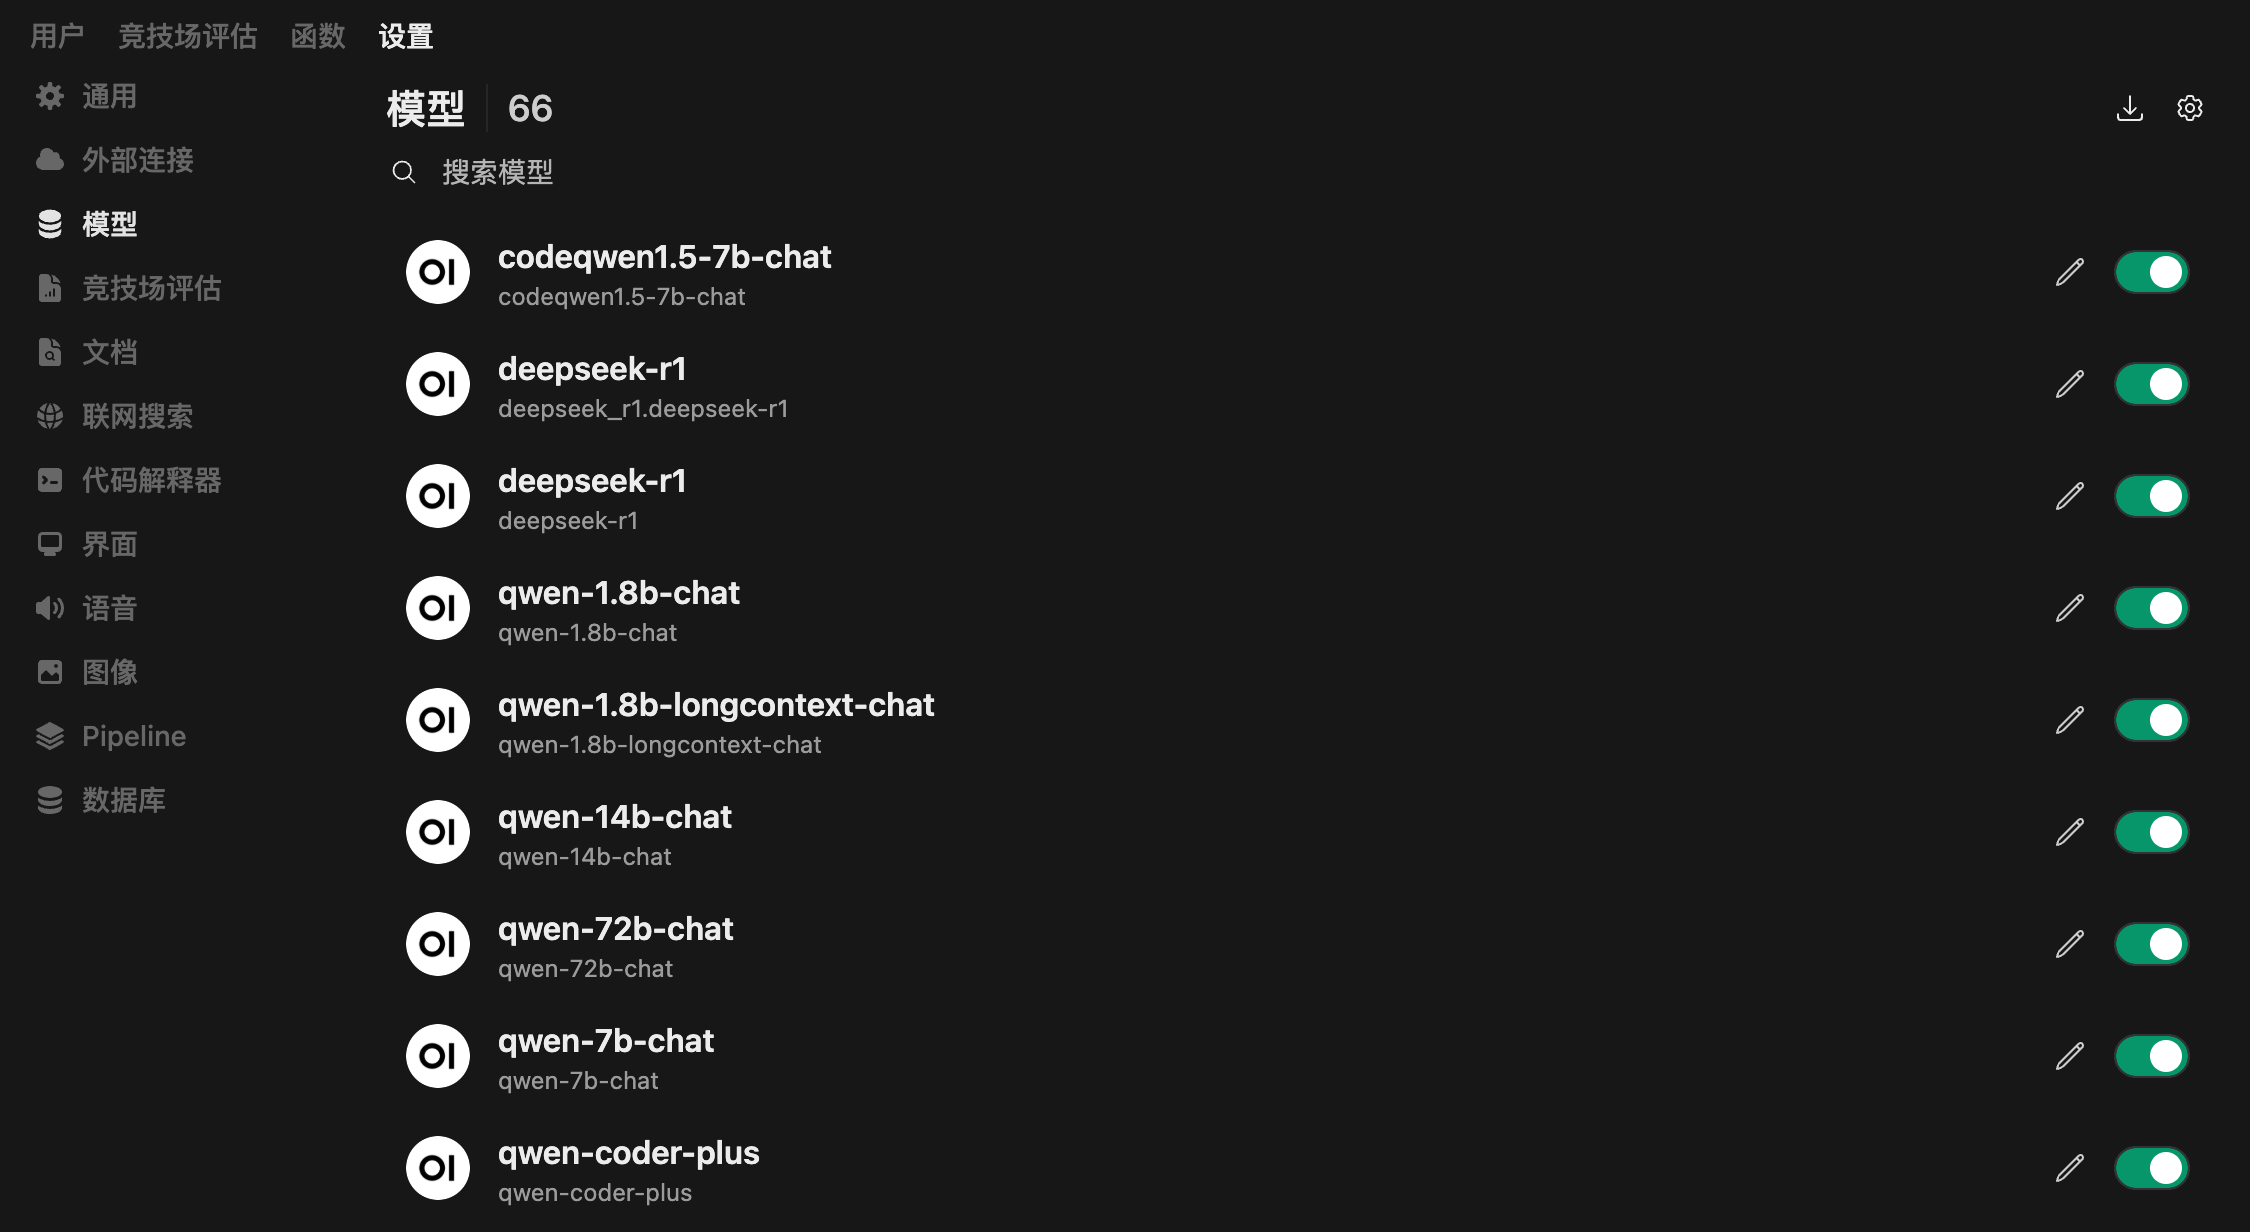 用户 竞技场评估 函数 设置
通用
外部连接
模型
竞技场评估
文档
联网搜索
代码解释器
界面
语音
图像
Pipeline
数据库
模型 66
搜索模型
OI
codeqwen1.5-7b-chat
codeqwen1.5-7b-chat
OI
deepseek-r1
deepseek_r1.deepseek-r1
OI
deepseek-r1
deepseek-r1
OI
qwen-1.8b-chat
qwen-1.8b-chat
OI
qwen-1.8b-longcontext-chat
qwen-1.8b-longcontext-chat
OI
qwen-14b-chat
qwen-14b-chat
OI
qwen-72b-chat
qwen-72b-chat
OI
qwen-7b-chat
qwen-7b-chat
OI
qwen-coder-plus
qwen-coder-plus